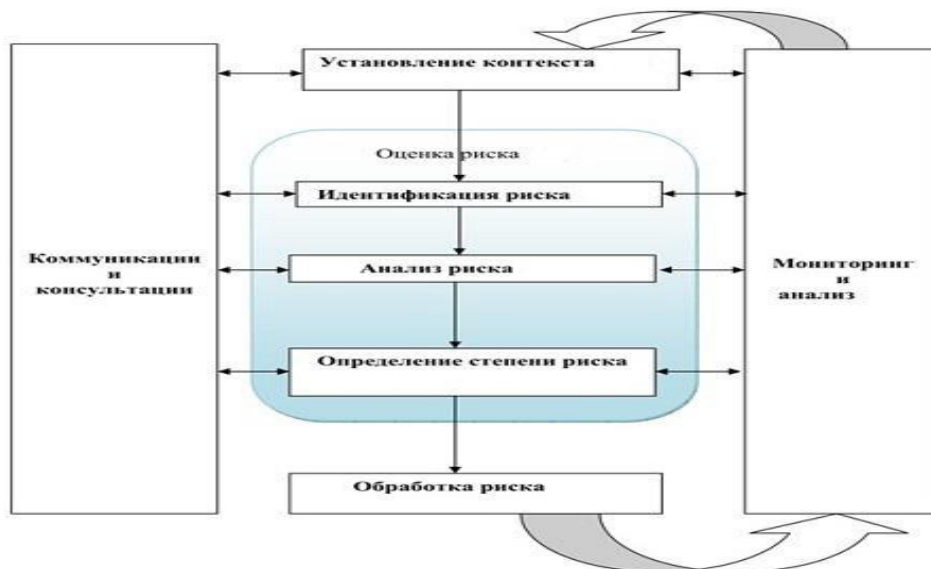 Установление контекста
Оценка риска
Идентификация риска
Коммуникации
и
консультации
Анализ риска
Мониторинг
и
анализ
Определение степени риска
Обработка риска